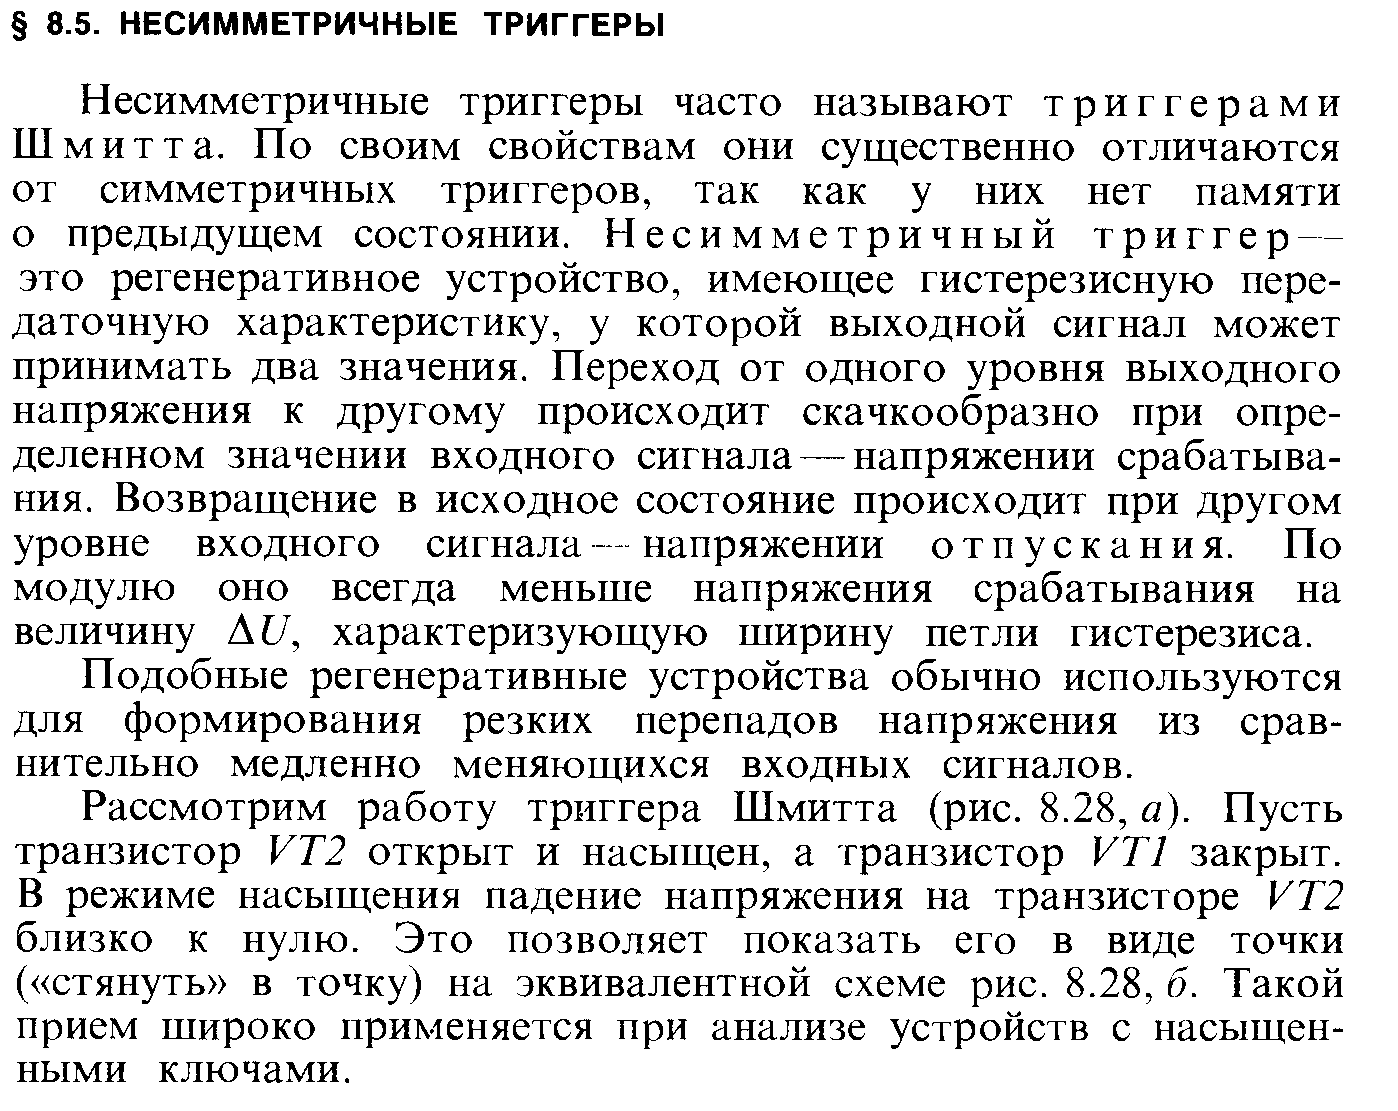 § 8.5. НЕСИММЕТРИЧНЫЕ ТРИГГЕРЫ
Несимметричные триггеры часто называют триггерами
Шмитта. По своим свойствам они существенно отличаются
от симметричных триггеров, так как у них нет памяти
о предыдущем состоянии. Несимметричный триггер—
это регенеративное устройство, имеющее гистерезисную пере-
даточную характеристику, у которой выходной сигнал может
принимать два значения. Переход от одного уровня выходного
напряжения к другому происходит скачкообразно при опре-
деленном значении входного сигнала—напряжении срабатыва-
ния. Возвращение в исходное состояние происходит при другом
уровне входного сигнала—напряжении отпускания. По
модулю оно всегда меньше напряжения срабатывания на
величину ΔU, характеризующую ширину петли гистерезиса.
Подобные регенеративные устройства обычно используются
для формирования резких перепадов напряжения из срав-
нительно медленно меняющихся входных сигналов.
Рассмотрим работу триггера Шмитта (рис. 8.28, а). Пусть
транзистор VT2 открыт и насыщен, а транзистор VT1 закрыт.
В режиме насыщения падение напряжения на транзисторе VT2
близко к нулю. Это позволяет показать его в виде точки
(«стянуть» в точку) на эквивалентной схеме рис. 8.28, б. Такой
прием широко применяется при анализе устройств с насыщен-
ными ключами.